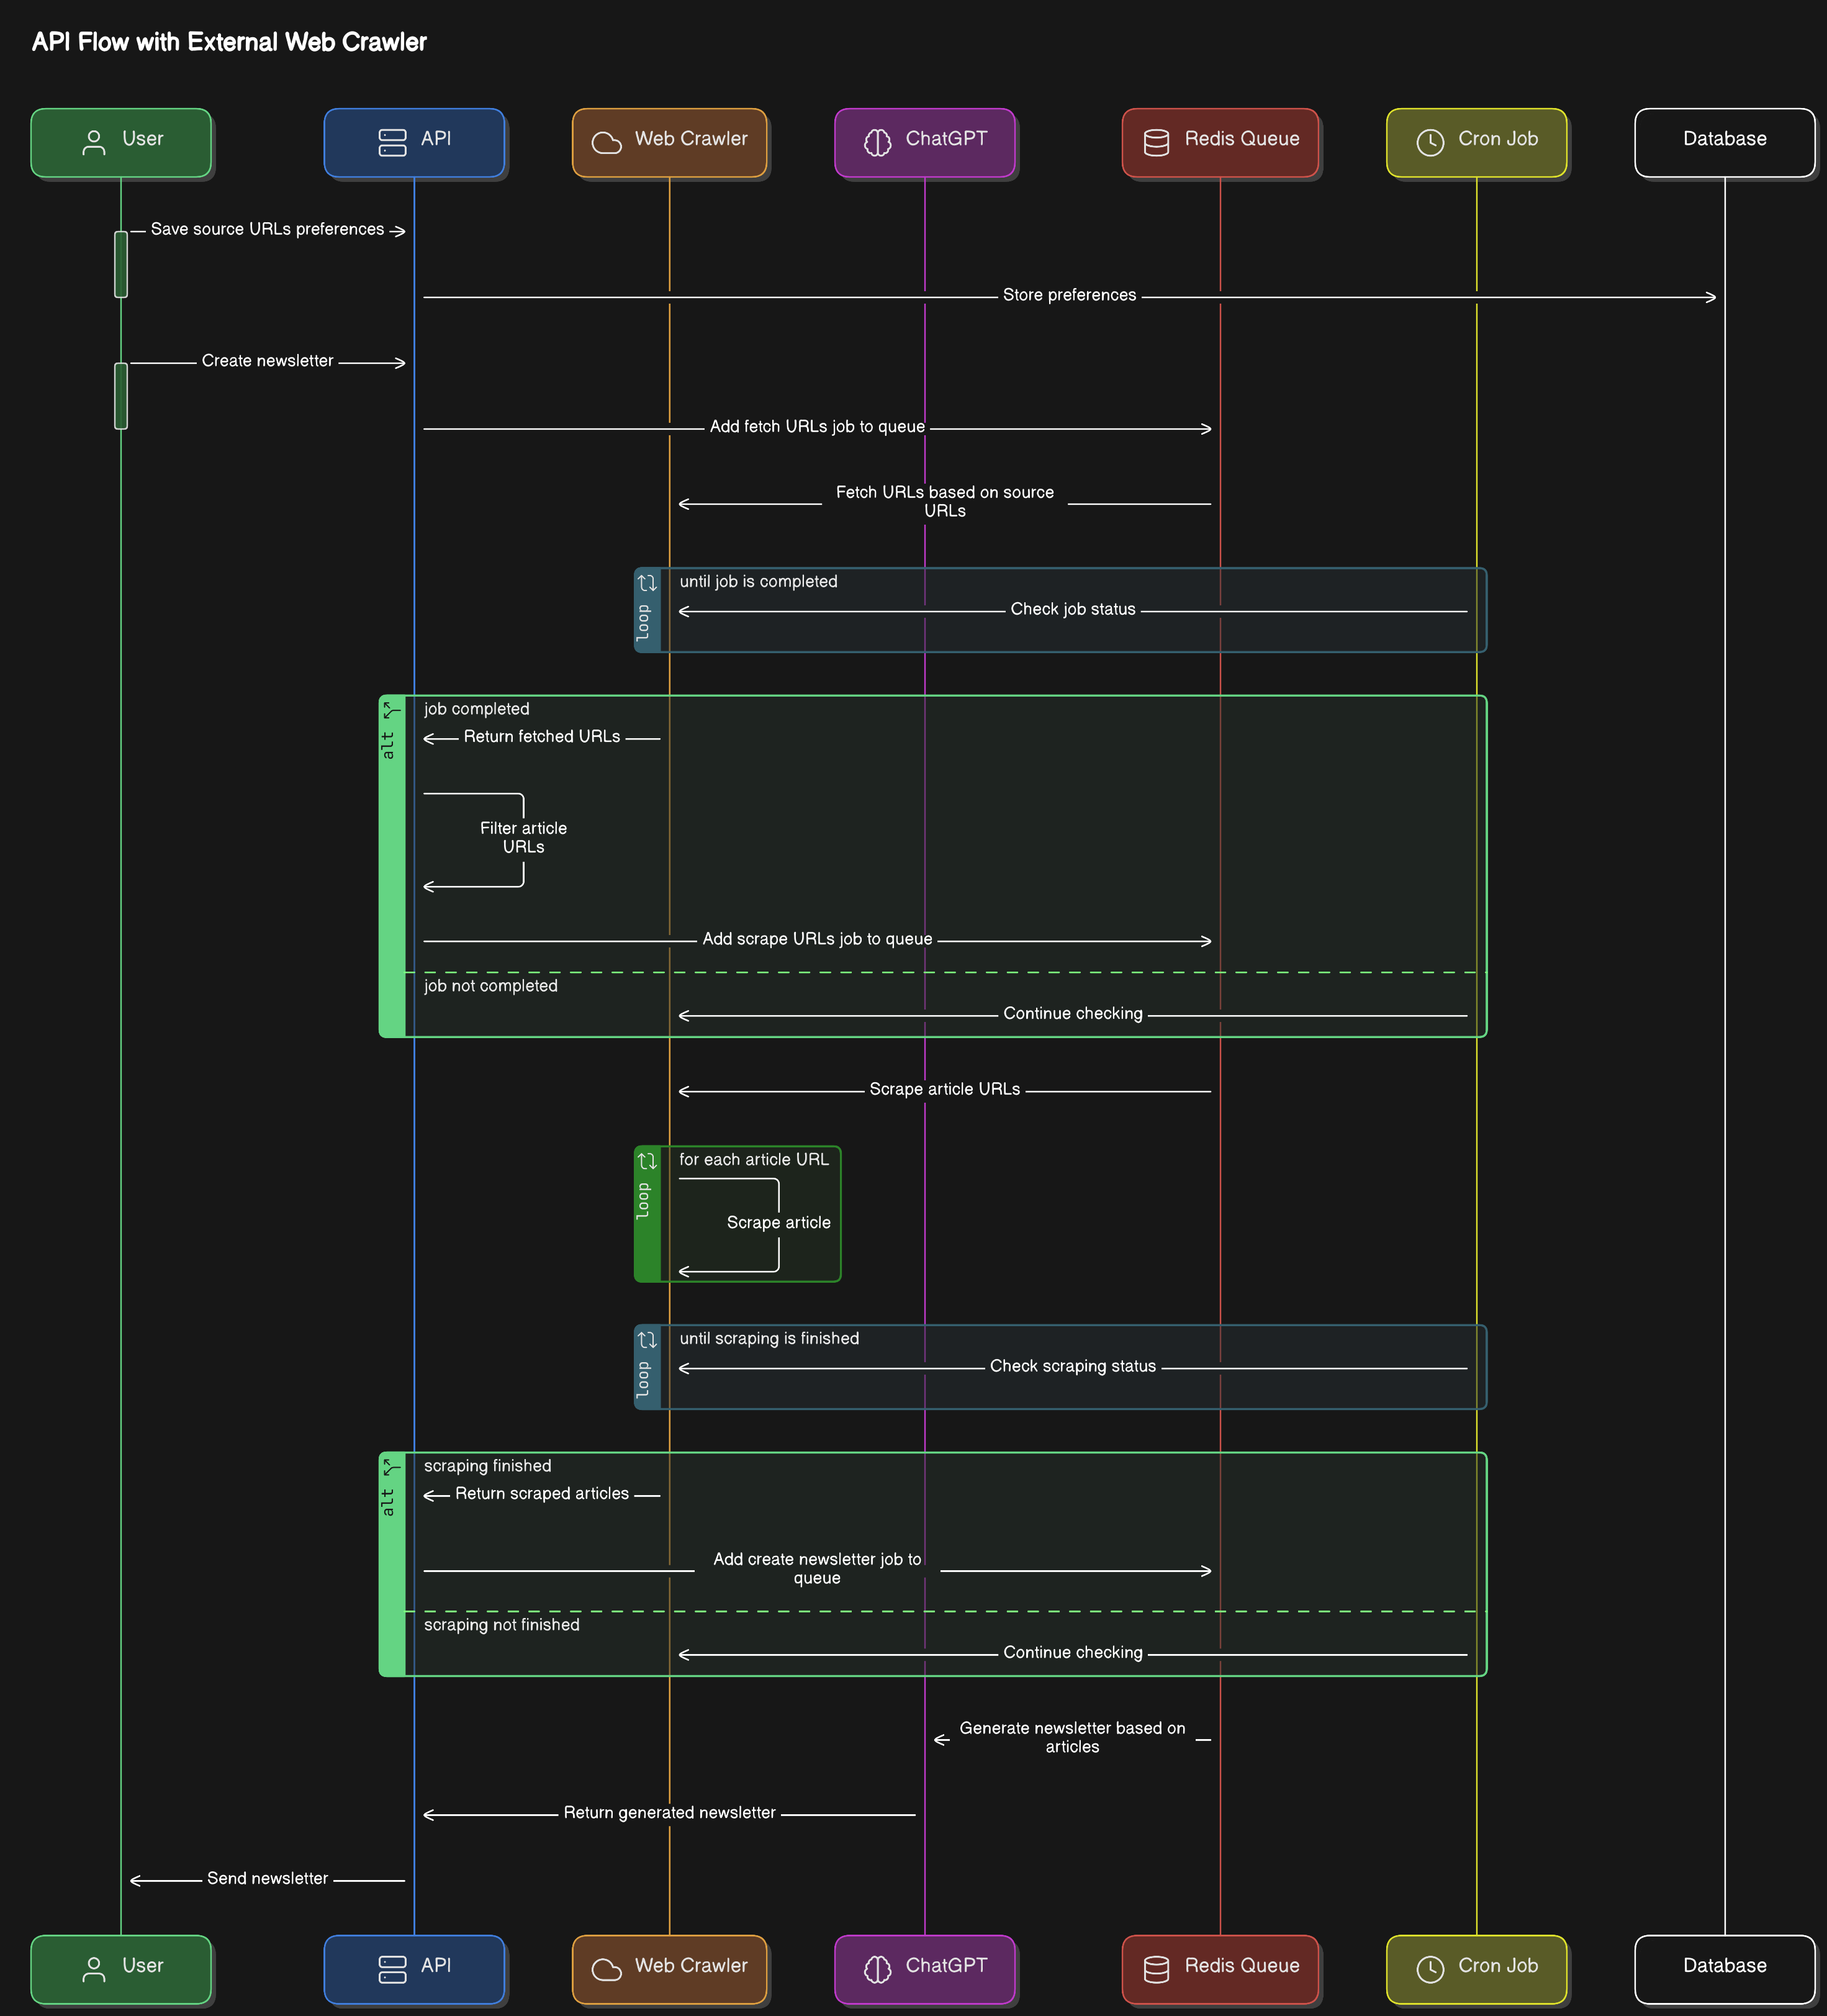 API Flow with External Web Crawler
User
API
Web Crawler
ChatGPT
Redis Queue
Cron Job
Database
Save source URLs preferences
Store preferences
Create newsletter
Add fetch URLs job to queue
Fetch URLs based on source
URLs
loop
until job is completed
Check job status
alt
job completed
Return fetched URLs
Filter article
URLs
Add scrape URLs job to queue
job not completed
Continue checking
Scrape article URLs
loop
for each article URL
Scrape article
loop
until scraping is finished
Check scraping status
alt
scraping finished
Return scraped articles
Add create newsletter job to
queue
scraping not finished
Continue checking
Generate newsletter based on
articles
Return generated newsletter
Send newsletter
User
API
Web Crawler
ChatGPT
Redis Queue
Cron Job
Database